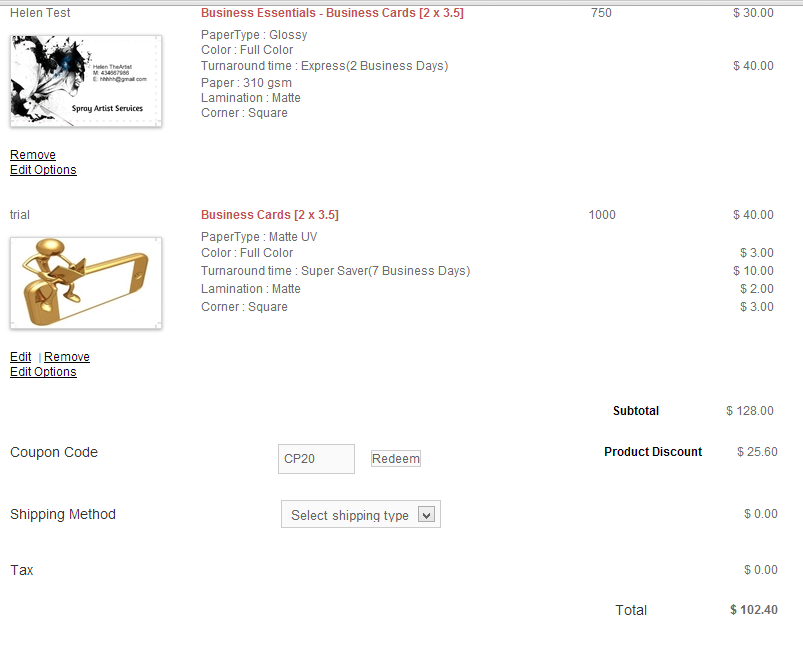 Helen Test Business Essentials - Business Cards [2 x 3.5] 750 $ 30.00
PaperType : Glossy
Color : Full Color
Turnaround time : Express(2 Business Days) $ 40.00
Paper : 310 gsm
Lamination : Matte
Corner : Square
Helen TheArtist
M: 434667986
E: hhhhh@gmail.com
Spray Artist Services
Remove
Edit Options
trial Business Cards [2 x 3.5] 1000 $ 40.00
PaperType : Matte UV
Color : Full Color $ 3.00
Turnaround time : Super Saver(7 Business Days) $ 10.00
Lamination : Matte $ 2.00
Corner : Square $ 3.00
Edit | Remove
Edit Options
Subtotal $ 128.00
Coupon Code CP20 Redeem Product Discount $ 25.60
Shipping Method Select shipping type $ 0.00
Tax $ 0.00
Total $ 102.40